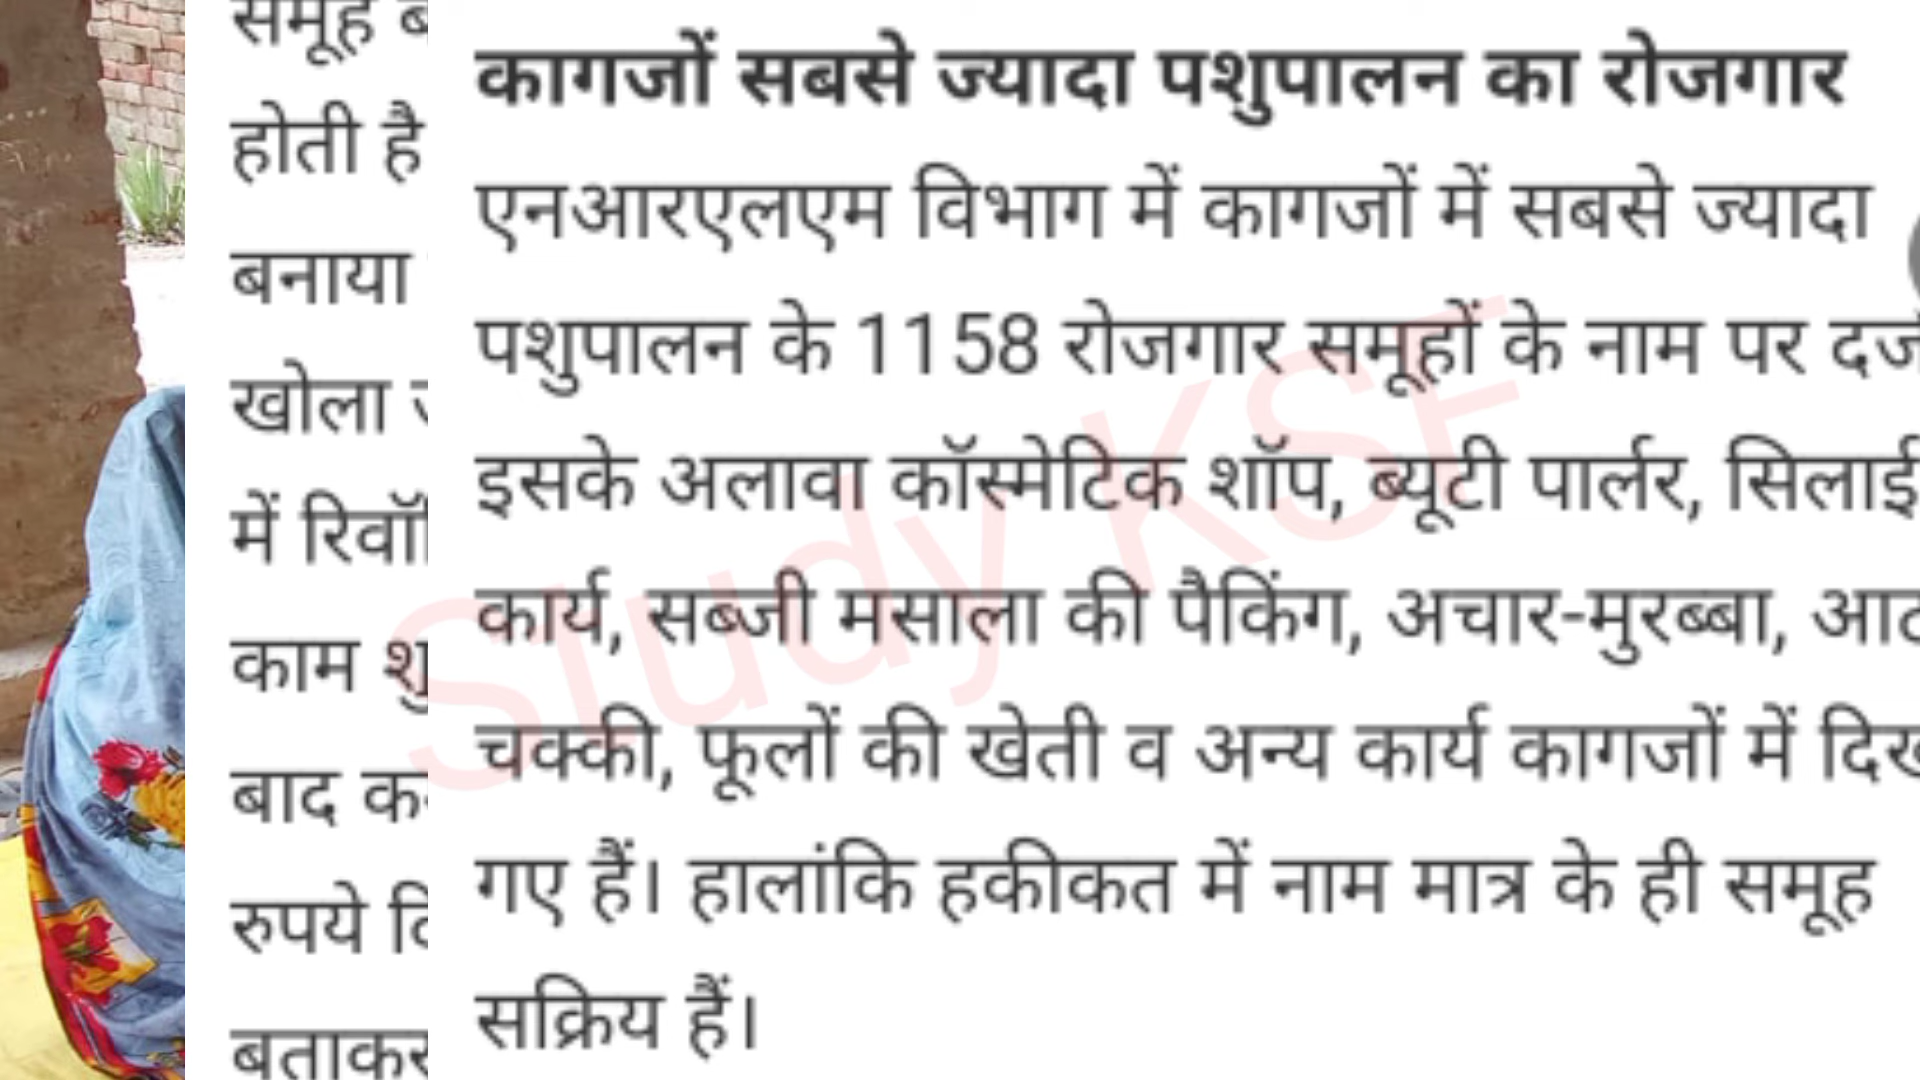 समूह
होती है
बनाया
खोला
में
काम
बाद
रुपये
कागजों सबसे ज्यादा पशुपालन का रोजगार
एनआरएलएम विभाग में कागजों में सबसे ज्यादा
पशुपालन के 1158 रोजगार समूहों के नाम पर
इसके अलावा कॉस्मेटिक शॉप, ब्यूटी पार्लर, सिलाई
कार्य, सब्जी मसाला की पैकिंग, अचार-मुरब्बा,
चक्की, फूलों की खेती व अन्य कार्य कागजों में
गए हैं। हालांकि हकीकत में नाम मात्र के ही समूह
सक्रिय हैं।
Study KSF